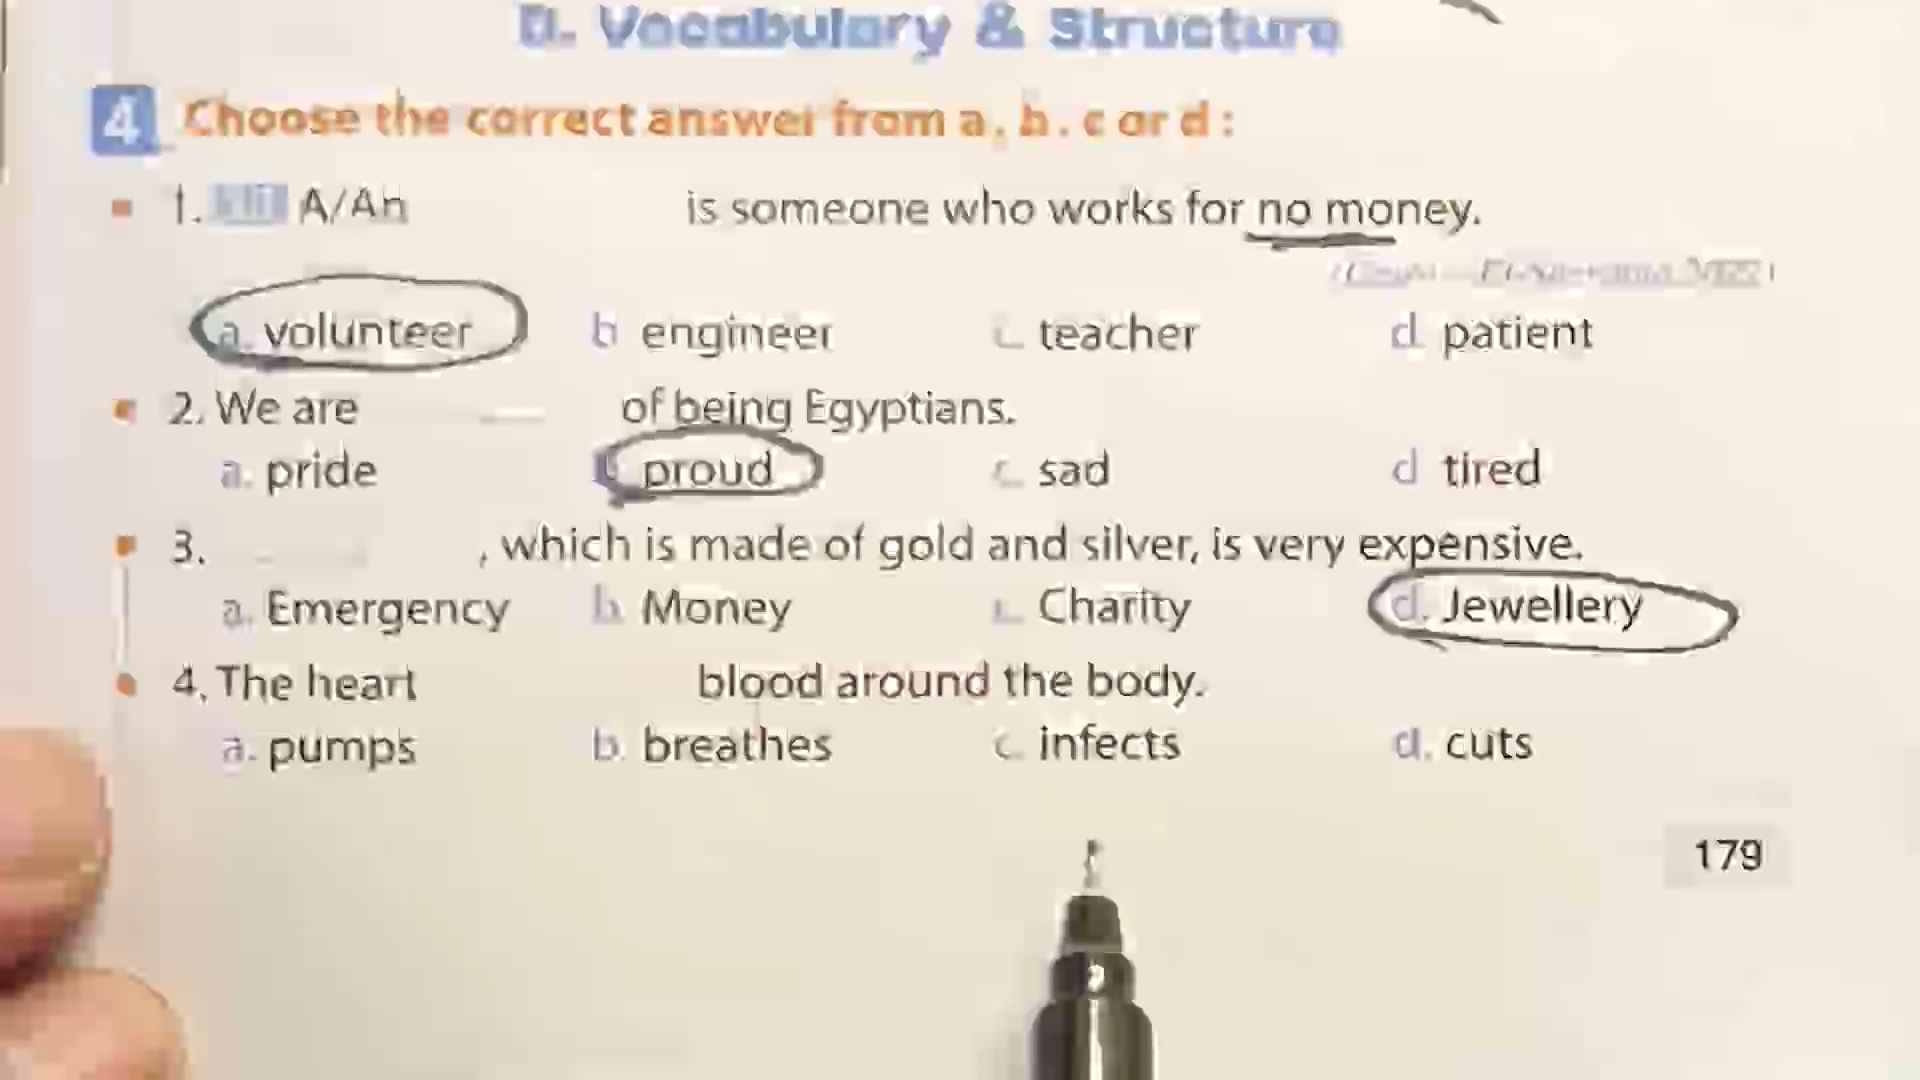 D. Vocabulary & Structure
4 Choose the correct answer from a, b, c or d :
1. A/An is someone who works for no money.
a. volunteer b engineer c. teacher d. patient
2. We are of being Egyptians.
a. pride proud c. sad d tired
3. , which is made of gold and silver, is very expensive.
a. Emergency b. Money c. Charity d. Jewellery
4. The heart blood around the body.
a. pumps b. breathes c. infects d. cuts
179